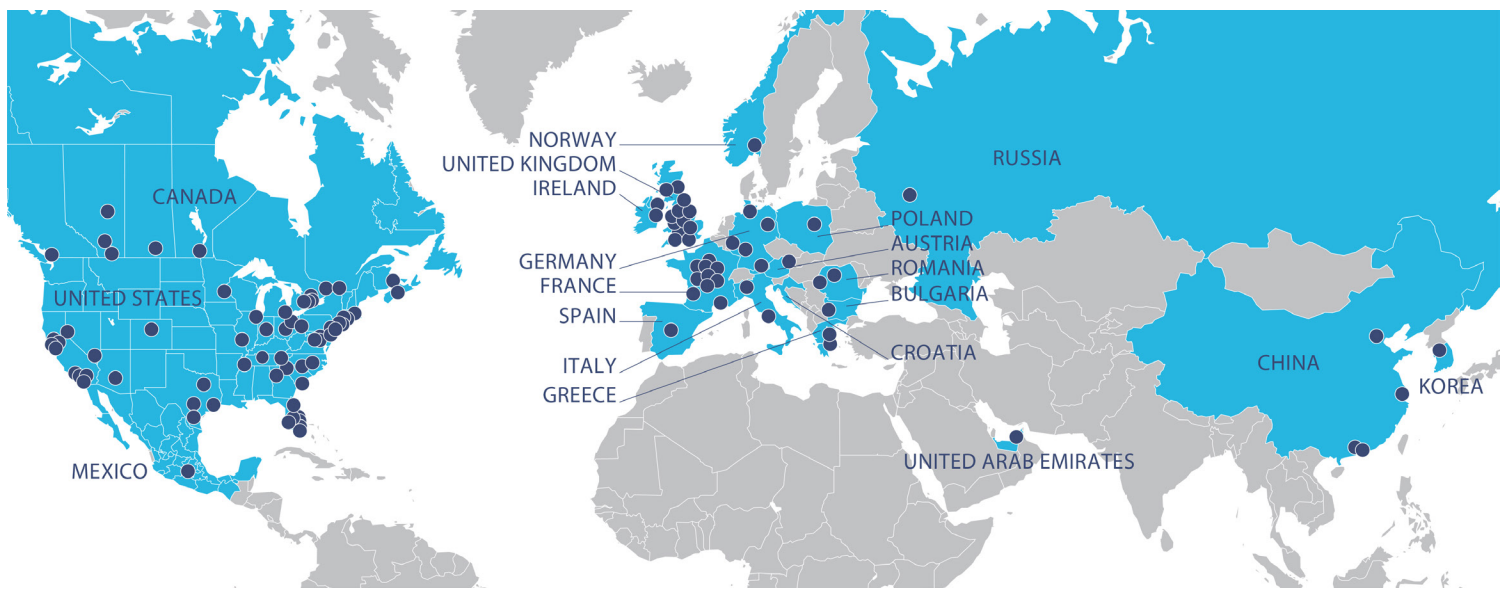 NORWAY
UNITED KINGDOM
IRELAND
RUSSIA
CANADA
POLAND
AUSTRIA
GERMANY
ROMANIA
FRANCE
BULGARIA
UNITED STATES
SPAIN
CROATIA
ITALY
GREECE
CHINA
KOREA
UNITED ARAB EMIRATES
MEXICO